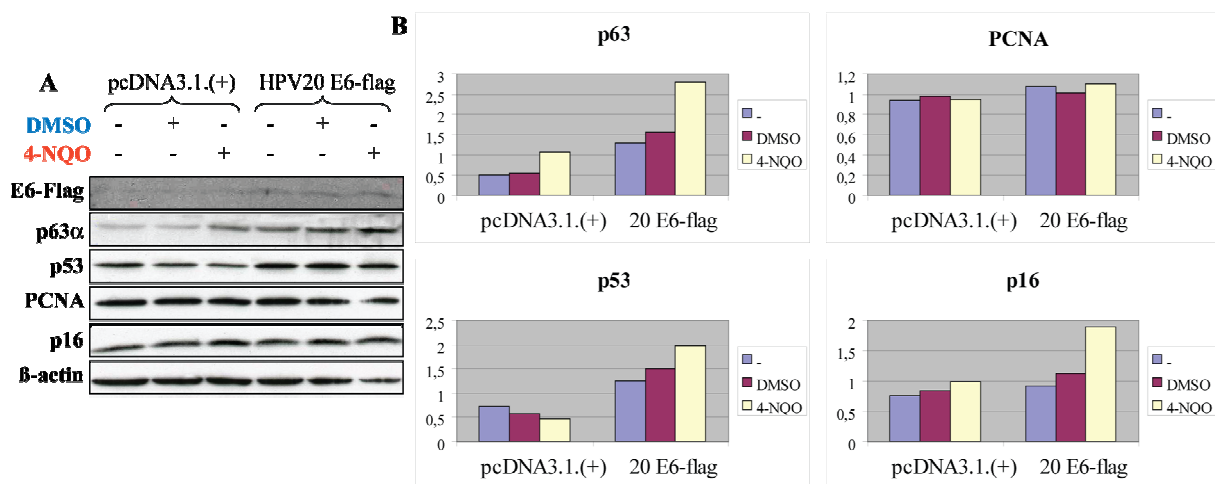 A
pcDNA3.1.(+) HPV20 E6-flag
DMSO - + - - + -
4-NQO - - + - - +
E6-Flag
p63α
p53
PCNA
p16
ß-actin
B
p63
3
2,5
2
1,5
1
0,5
0
pcDNA3.1.(+) 20 E6-flag
-
DMSO
4-NQO
PCNA
1,2
1
0,8
0,6
0,4
0,2
0
pcDNA3.1.(+) 20 E6-flag
-
DMSO
4-NQO
p53
2,5
2
1,5
1
0,5
0
pcDNA3.1.(+) 20 E6-flag
-
DMSO
4-NQO
p16
2
1,5
1
0,5
0
pcDNA3.1.(+) 20 E6-flag
-
DMSO
4-NQO